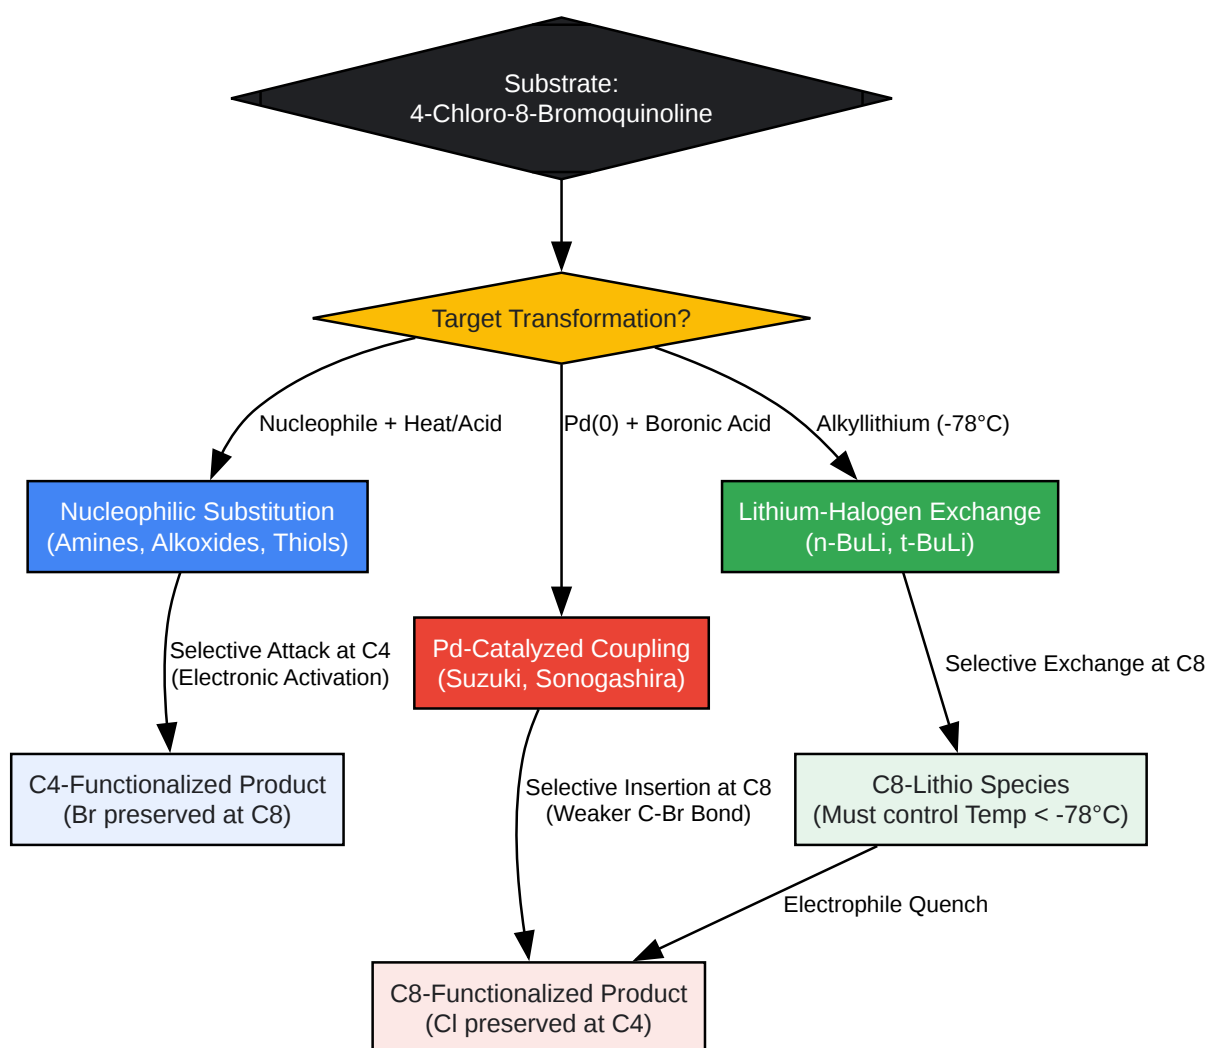 Substrate:
4-Chloro-8-Bromoquinoline
Target Transformation?
Nucleophile + Heat/Acid
Pd(0) + Boronic Acid
Alkyllithium (-78°C)
Nucleophilic Substitution
(Amines, Alkoxides, Thiols)
Lithium-Halogen Exchange
(n-BuLi, t-BuLi)
Pd-Catalyzed Coupling
(Suzuki, Sonogashira)
Selective Attack at C4
(Electronic Activation)
Selective Exchange at C8
C4-Functionalized Product
(Br preserved at C8)
Selective Insertion at C8
(Weaker C-Br Bond)
C8-Lithio Species
(Must control Temp < -78°C)
Electrophile Quench
C8-Functionalized Product
(Cl preserved at C4)